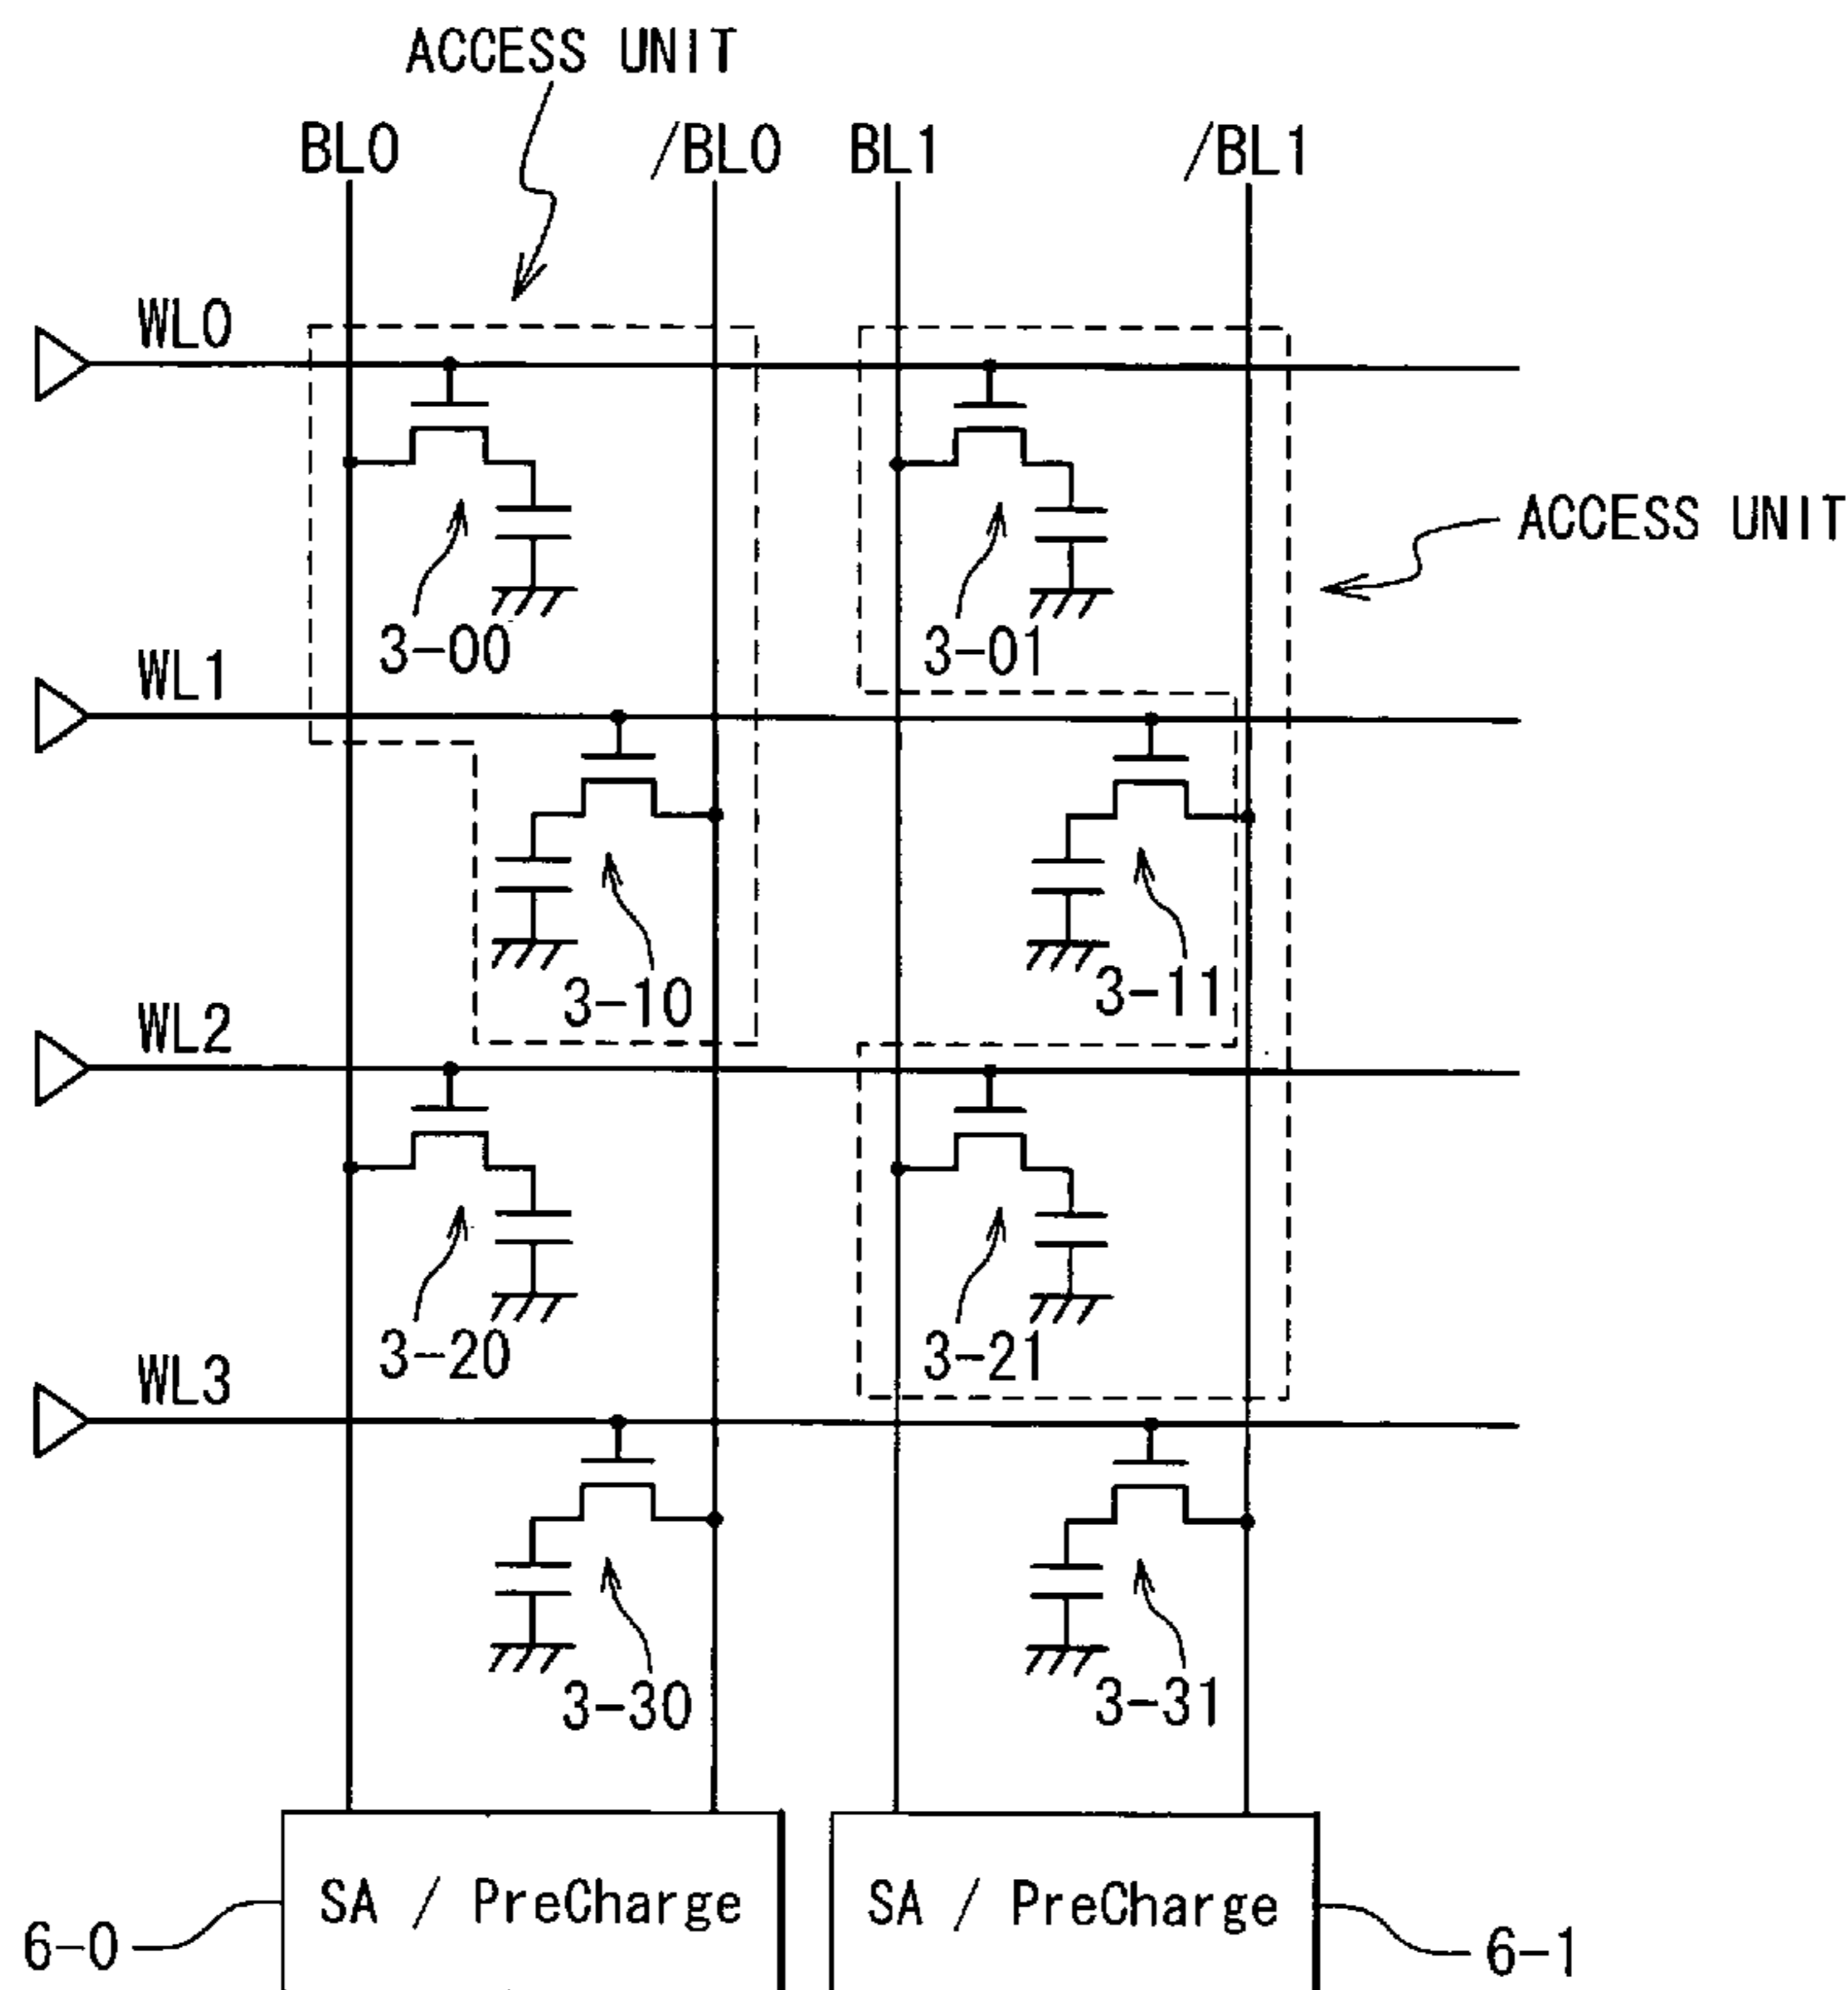 ACCESS UNIT
BL0 /BL0 BL1 /BL1
WL0
ACCESS UNIT
3-00 3-01
WL1
3-10 3-11
WL2
3-20 3-21
WL3
3-30 3-31
SA / PreCharge SA / PreCharge
6-0 6-1